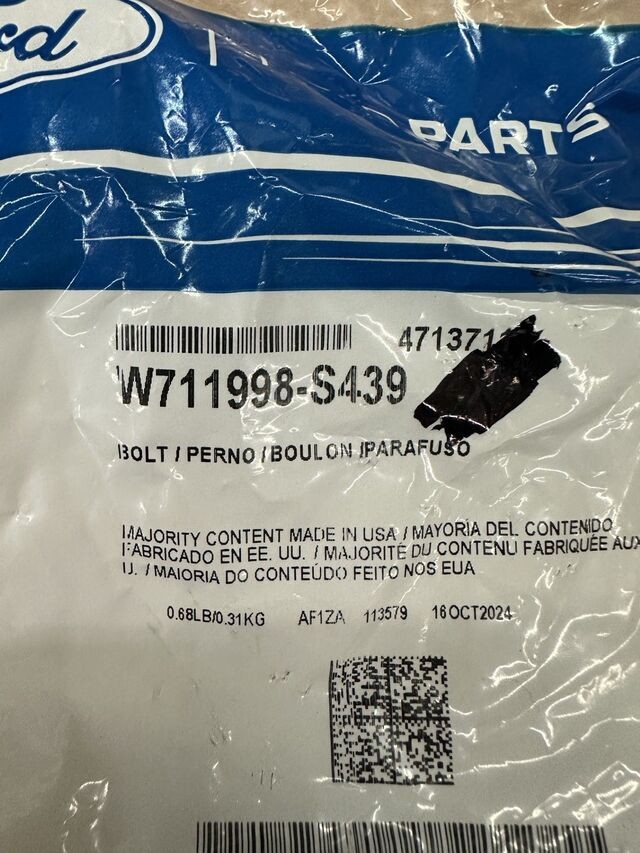 PARTS
W711998-S439
BOLT / PERNO / BOULON /PARAFUSO
MAJORITY CONTENT MADE IN USA / MAYORÍA DEL CONTENIDO
FABRICADO EN EE. UU. / MAJORITÉ DU CONTENU FABRIQUÉE AUX
U. / MAIORIA DO CONTEÚDO FEITO NOS EUA
0.68LB/0.31KG AF1ZA 113579 16OCT2024